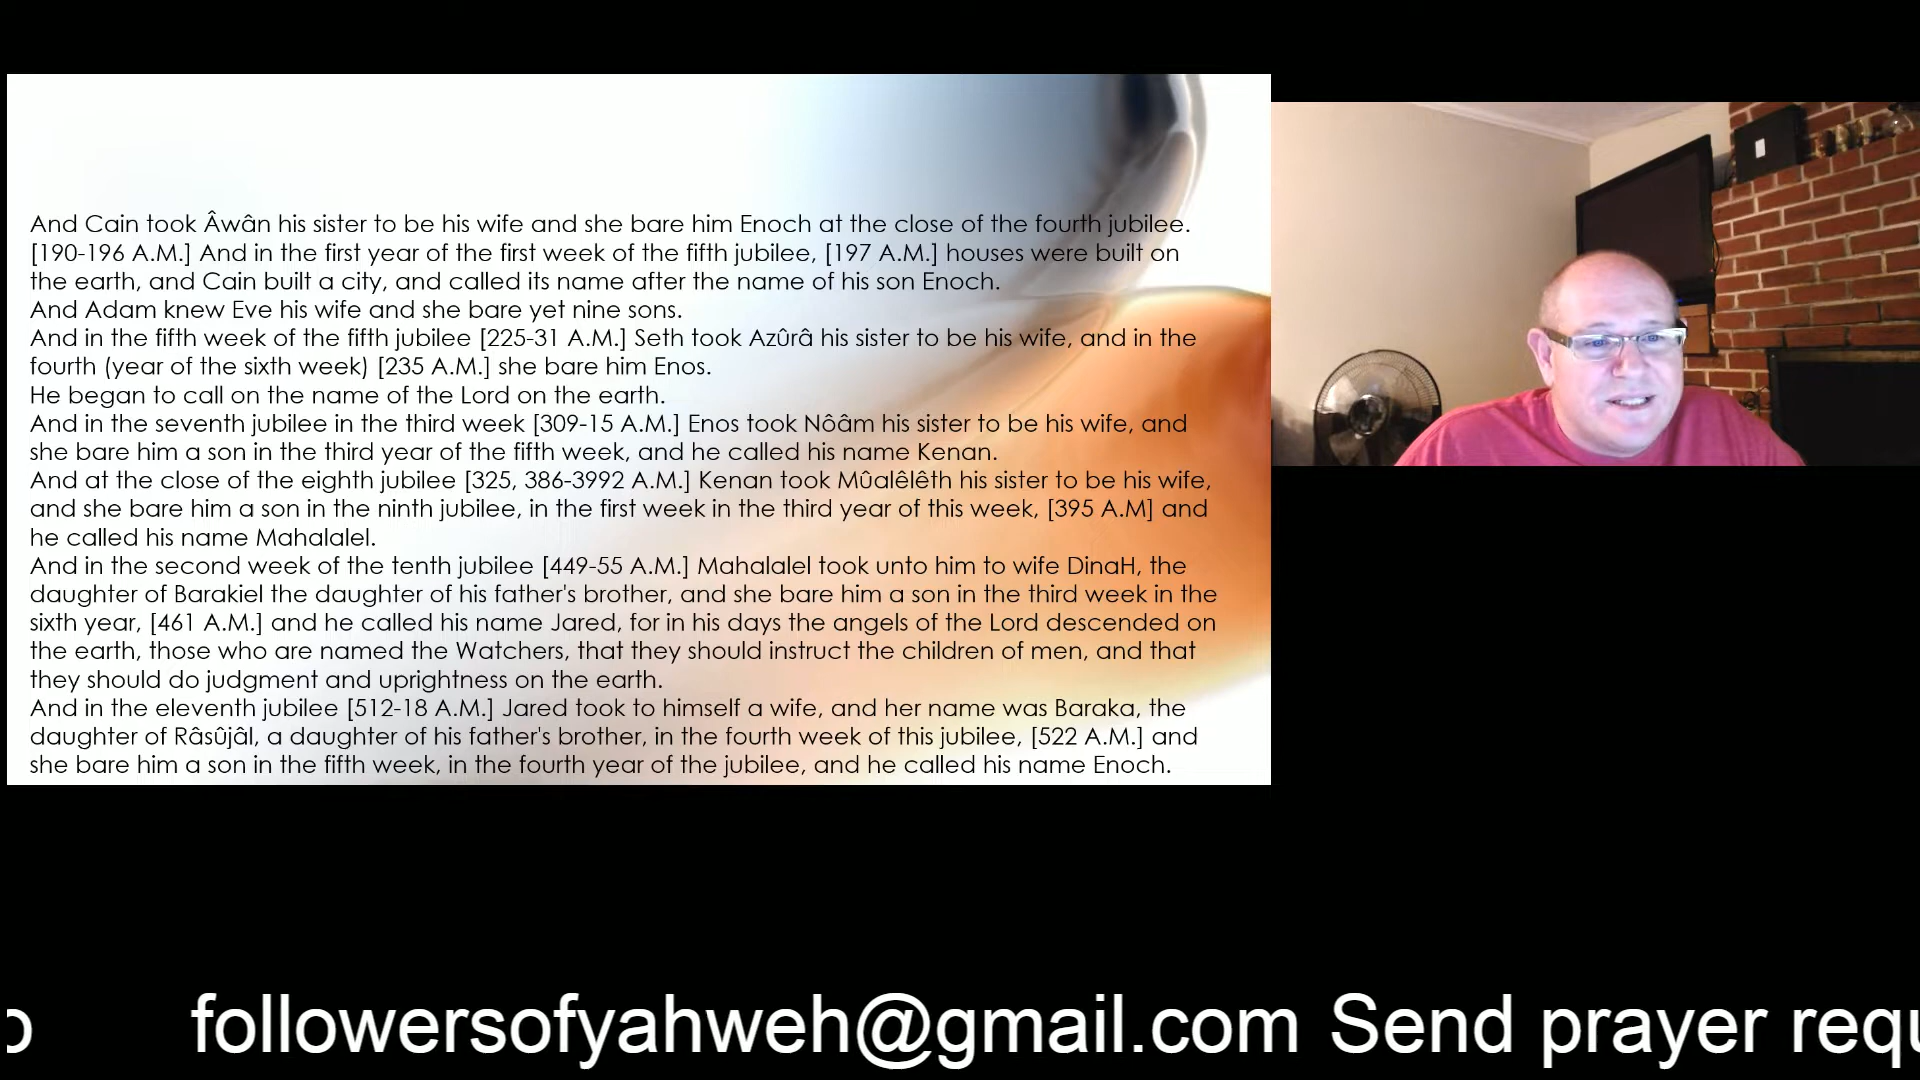 And Cain took Âwân his sister to be his wife and she bare him Enoch at the close of the fourth jubilee.
[190-196 A.M.] And in the first year of the first week of the fifth jubilee, [197 A.M.] houses were built on
the earth, and Cain built a city, and called its name after the name of his son Enoch.
And Adam knew Eve his wife and she bare yet nine sons.
And in the fifth week of the fifth jubilee [225-31 A.M.] Seth took Azûrâ his sister to be his wife, and in the
fourth (year of the sixth week) [235 A.M.] she bare him Enos.
He began to call on the name of the Lord on the earth.
And in the seventh jubilee in the third week [309-15 A.M.] Enos took Nôâm his sister to be his wife, and
she bare him a son in the third year of the fifth week, and he called his name Kenan.
And at the close of the eighth jubilee [325, 386-3992 A.M.] Kenan took Mûalêlêth his sister to be his wife,
and she bare him a son in the ninth jubilee, in the first week in the third year of this week, [395 A.M] and
he called his name Mahalalel.
And in the second week of the tenth jubilee [449-55 A.M.] Mahalalel took unto him to wife DinaH, the
daughter of Barakiel the daughter of his father's brother, and she bare him a son in the third week in the
sixth year, [461 A.M.] and he called his name Jared, for in his days the angels of the Lord descended on
the earth, those who are named the Watchers, that they should instruct the children of men, and that
they should do judgment and uprightness on the earth.
And in the eleventh jubilee [512-18 A.M.] Jared took to himself a wife, and her name was Baraka, the
daughter of Râsûjâl, a daughter of his father's brother, in the fourth week of this jubilee, [522 A.M.] and
she bare him a son in the fifth week, in the fourth year of the jubilee, and he called his name Enoch.
followersofyahweh@gmail.com Send prayer requ